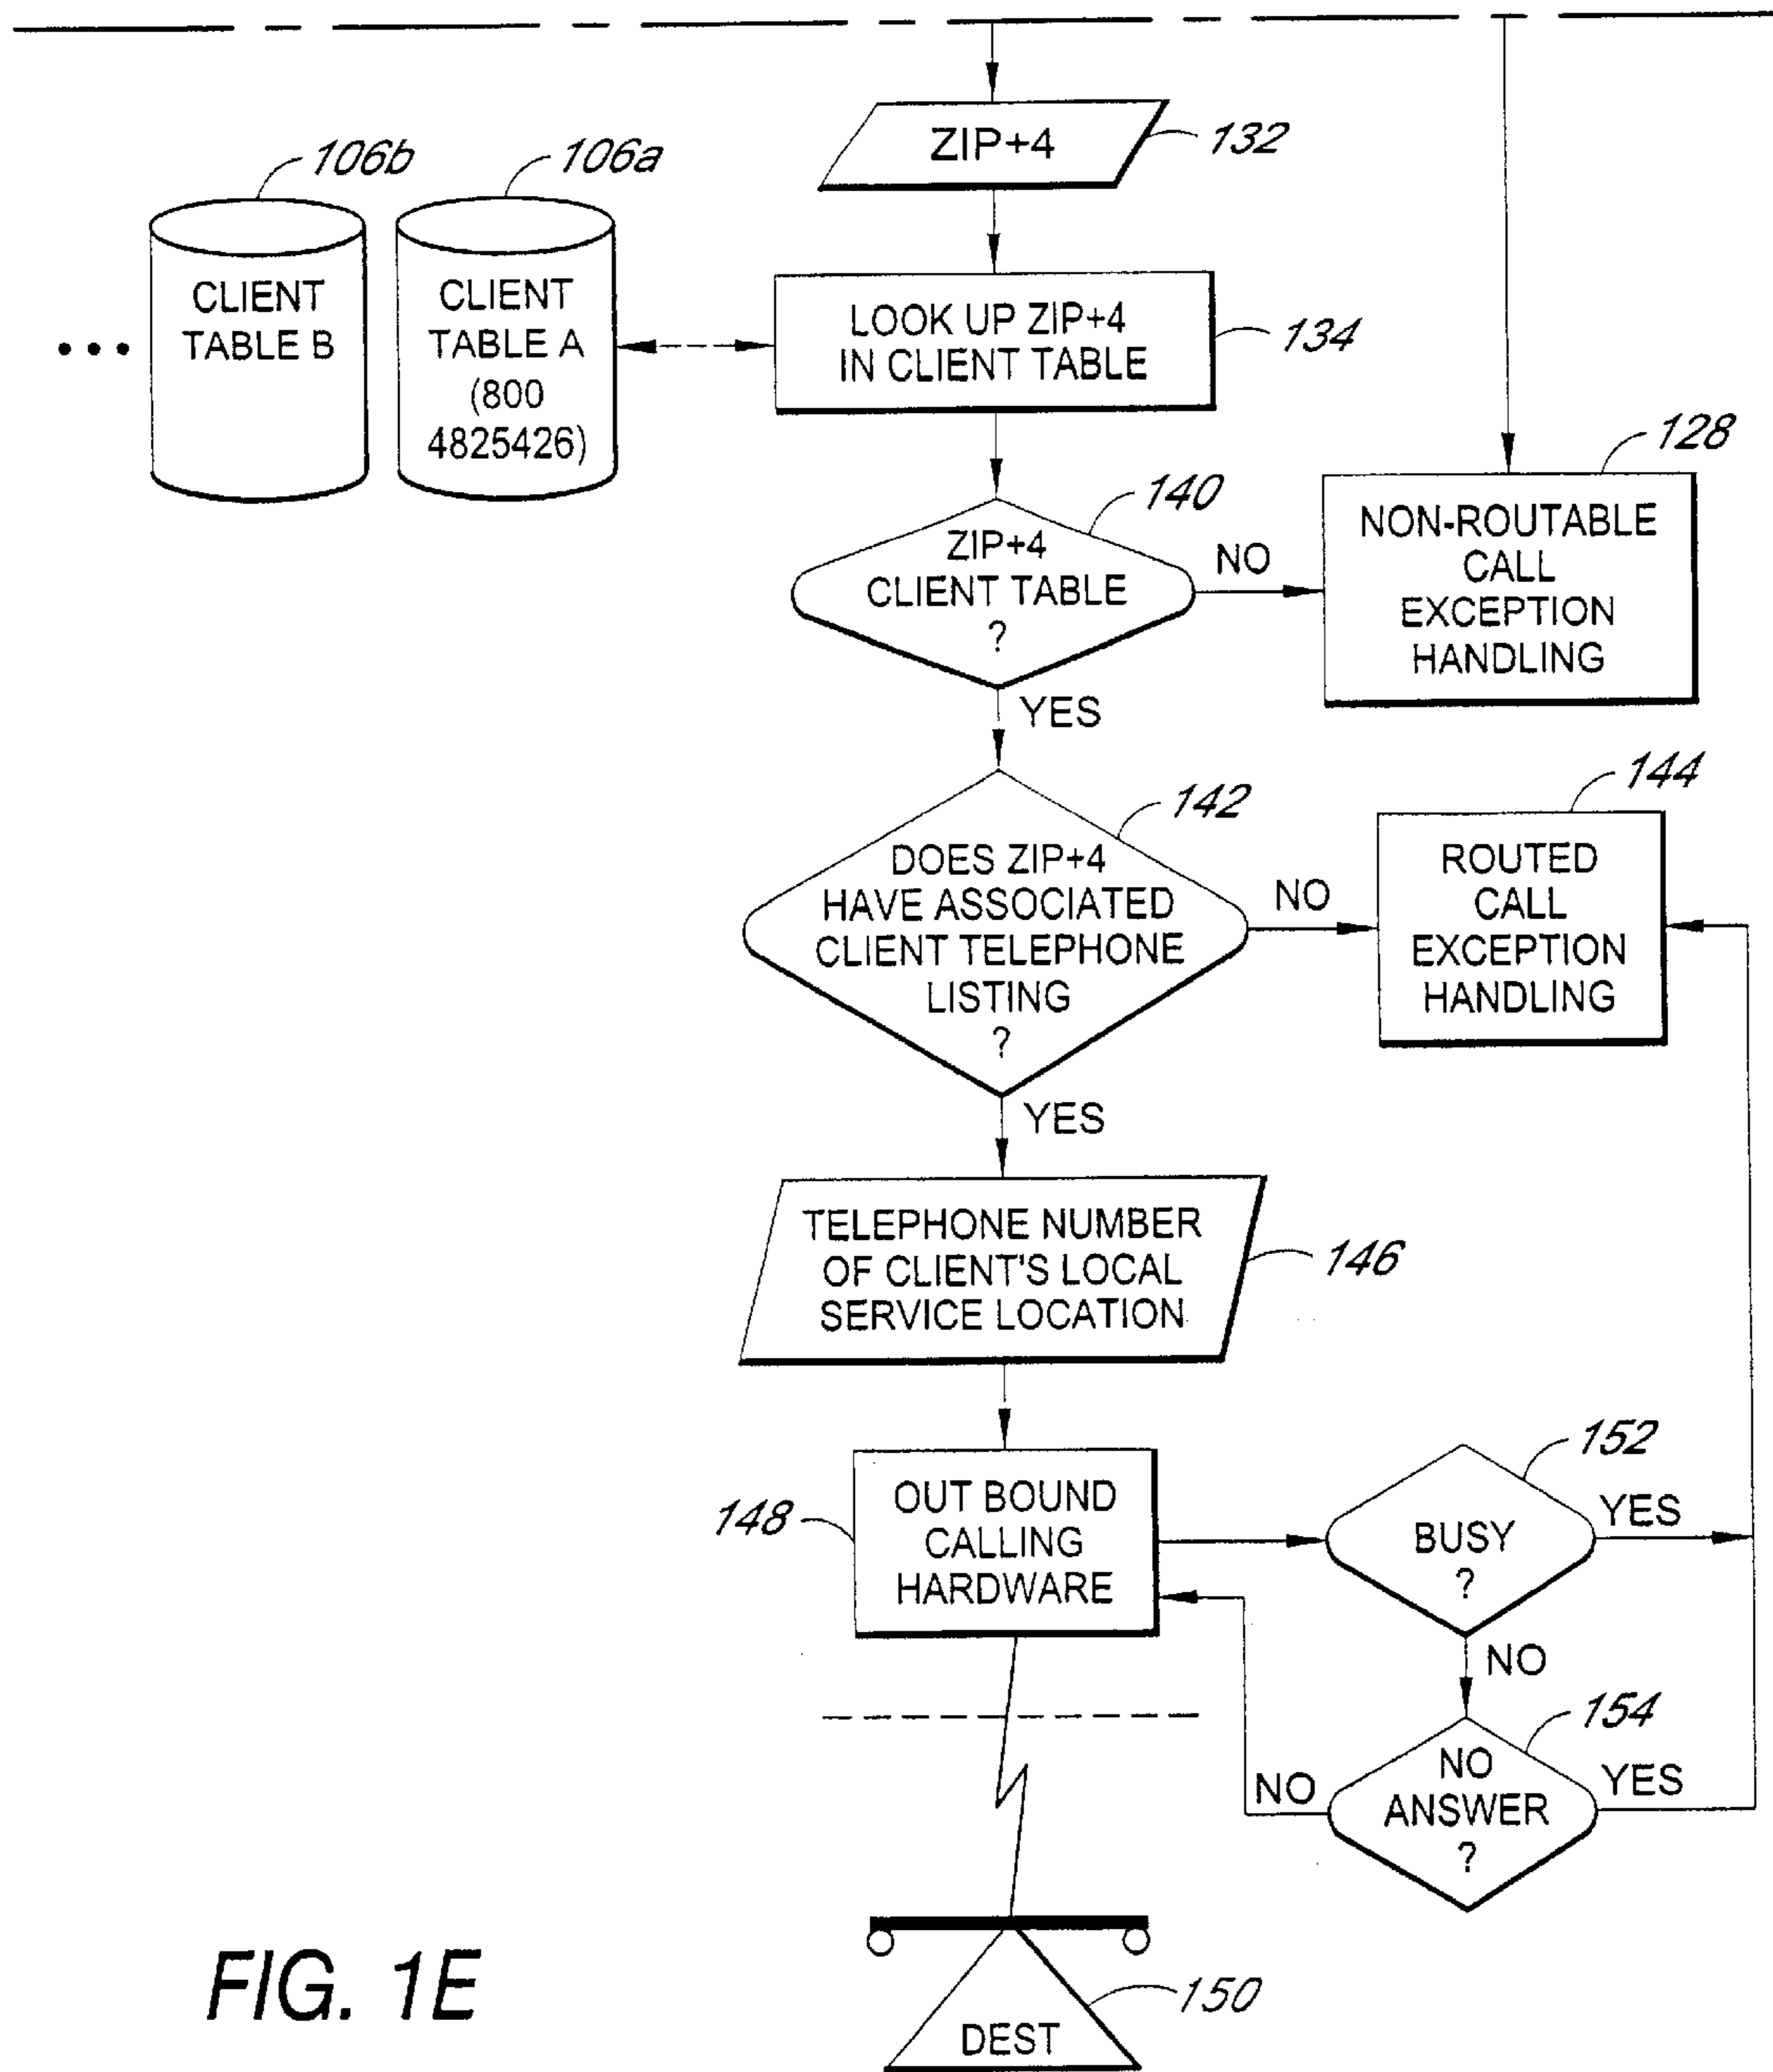 ZIP+4
132
106b
106a
CLIENT
TABLE B
CLIENT
TABLE A
(800
4825426)
LOOK UP ZIP+4
IN CLIENT TABLE
134
128
NON-ROUTABLE
CALL
EXCEPTION
HANDLING
140
ZIP+4
CLIENT TABLE
?
NO
YES
142
DOES ZIP+4
HAVE ASSOCIATED
CLIENT TELEPHONE
LISTING
?
NO
144
ROUTED
CALL
EXCEPTION
HANDLING
YES
TELEPHONE NUMBER
OF CLIENT'S LOCAL
SERVICE LOCATION
146
148
OUT BOUND
CALLING
HARDWARE
152
BUSY
?
YES
NO
154
NO
ANSWER
?
NO
YES
150
DEST
FIG. 1E